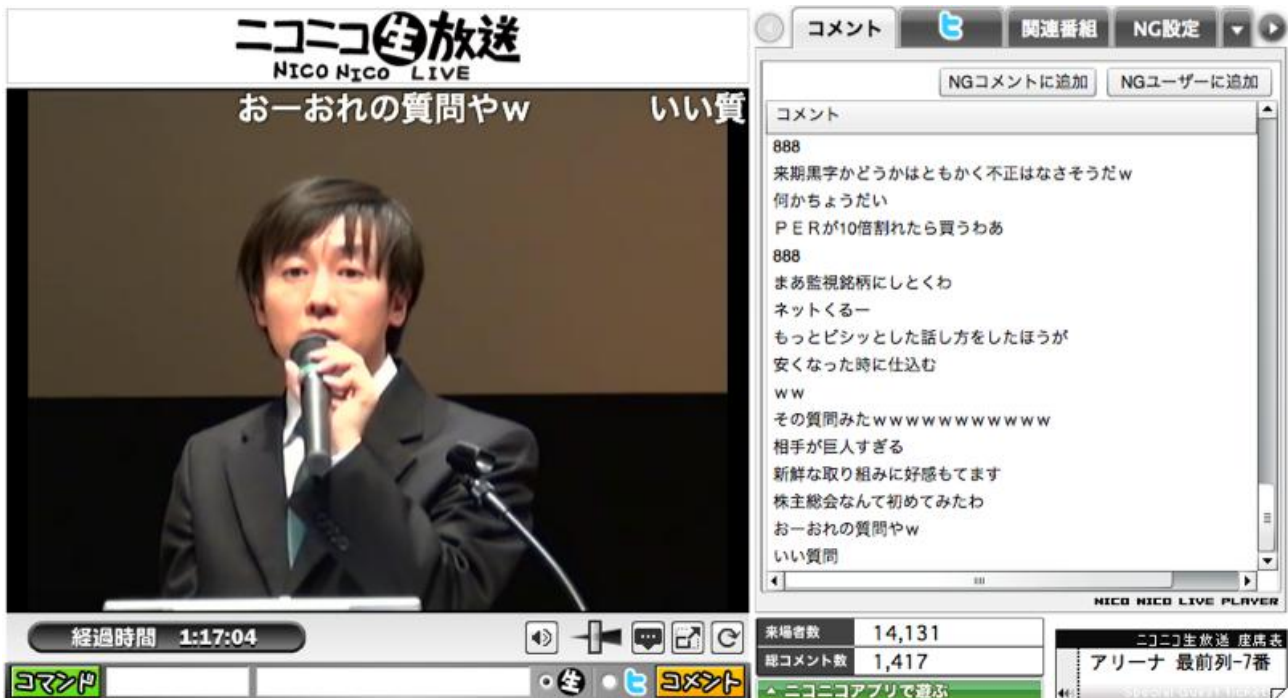 ニコニコ生放送
NICO NICO LIVE
おーおれの質問やw
いい質
経過時間 1:17:04
コマンド
生
コメント
コメント
関連番組
NG設定
NGコメントに追加
NGユーザーに追加
コメント
888
来期黒字かどうかはともかく不正はなさそうだｗ
何かちょうだい
ＰＥＲが10倍割れたら買うわあ
888
まあ監視銘柄にしとくわ
ネットくるー
もっとビシッとした話し方をしたほうが
安くなった時に仕込む
ｗｗ
その質問みたｗｗｗｗｗｗｗｗｗｗｗ
相手が巨人すぎる
新鮮な取り組みに好感もてます
株主総会なんて初めてみたわ
おーおれの質問やw
いい質問
NICO NICO LIVE PLAYER
来場者数 14,131
総コメント数 1,417
ニコニコアプリで遊ぶ
ニコニコ生放送 座席表
アリーナ 最前列-7番